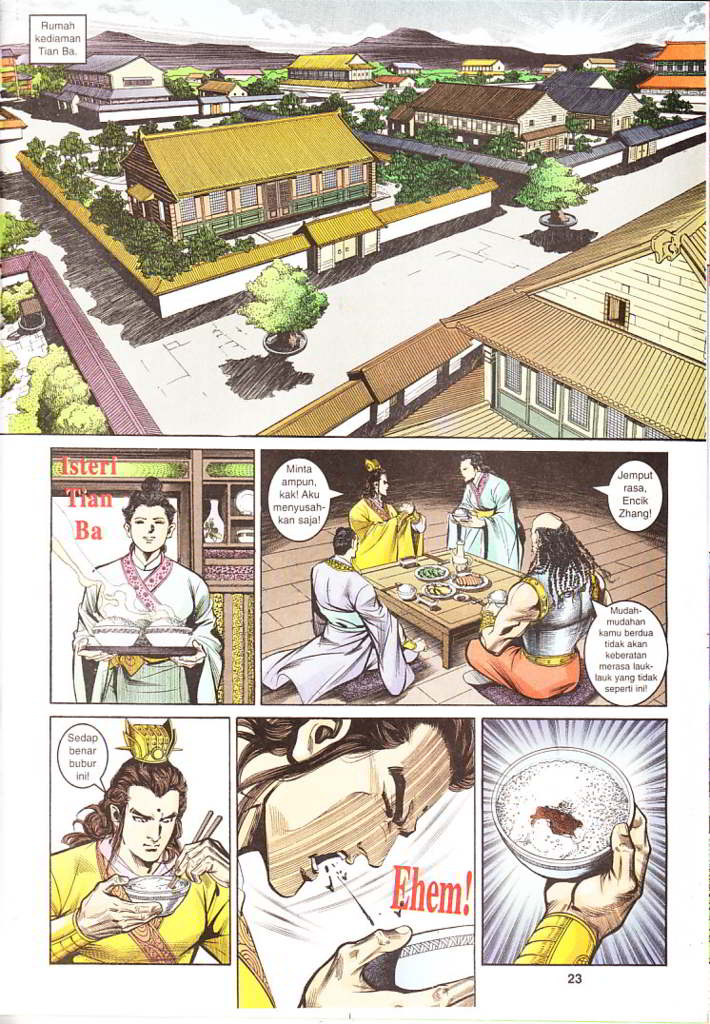 Rumah
kediaman
Tian Ba.
Isteri
Tian
Ba
Minta
ampun,
kak! Aku
menyusah-
kan saja!
Jemput
rasa,
Encik
Zhang!
Mudah-
mudahan
kamu berdua
tidak akan
keberatan
merasa lauk-
lauk yang tidak
seperti ini!
Sedap
benar
bubur
ini!
Ehem!
23